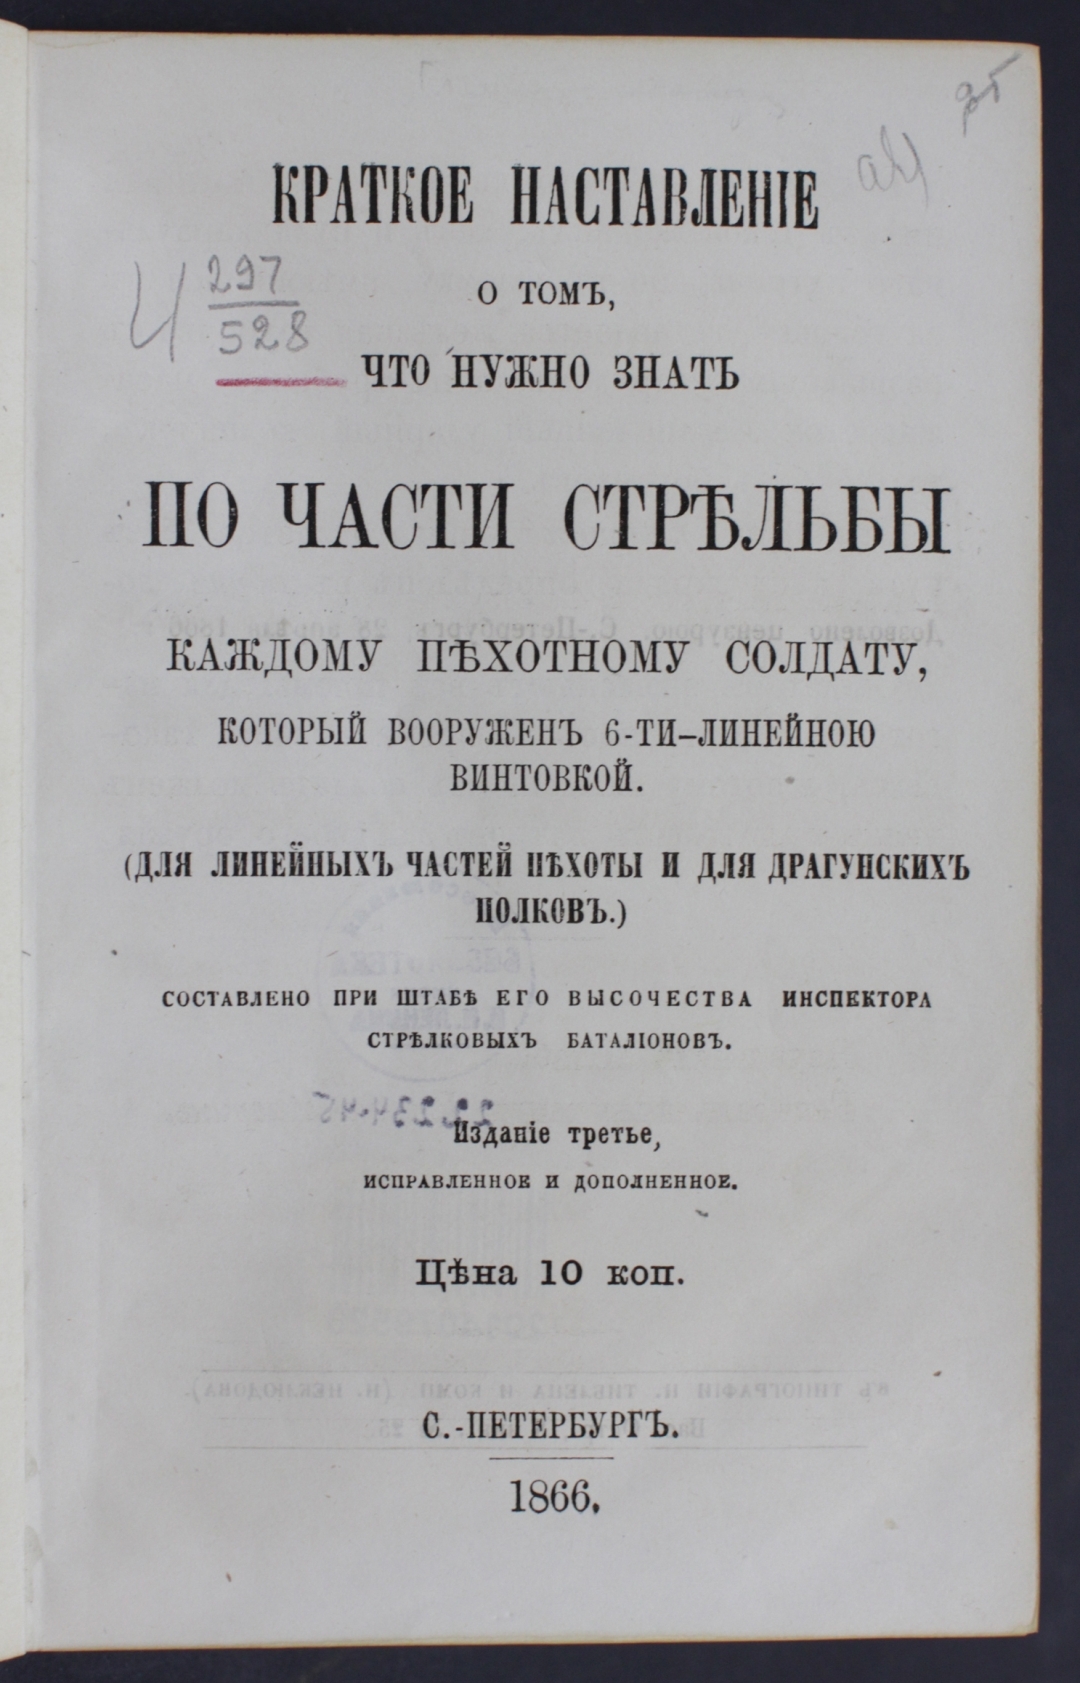 КРАТКОЕ НАСТАВЛЕНІЕ
О ТОМЪ,
297
528
ЧТО НУЖНО ЗНАТЬ
ПО ЧАСТИ СТРѢЛЬБЫ
КАЖДОМУ ПѢХОТНОМУ СОЛДАТУ,
КОТОРЫЙ ВООРУЖЕНЪ 6-ТИ-ЛИНЕЙНОЮ
ВИНТОВКОЙ.
(ДЛЯ ЛИНЕЙНЫХЪ ЧАСТЕЙ ПѢХОТЫ И ДЛЯ ДРАГУНСКИХЪ
ПОЛКОВЪ.)
СОСТАВЛЕНО ПРИ ШТАБѢ ЕГО ВЫСОЧЕСТВА ИНСПЕКТОРА
СТРѢЛКОВЫХЪ БАТАЛІОНОВЪ.
Изданіе третье,
ИСПРАВЛЕННОЕ И ДОПОЛНЕННОЕ.
Цѣна 10 коп.
С.-ПЕТЕРБУРГЪ.
1866.